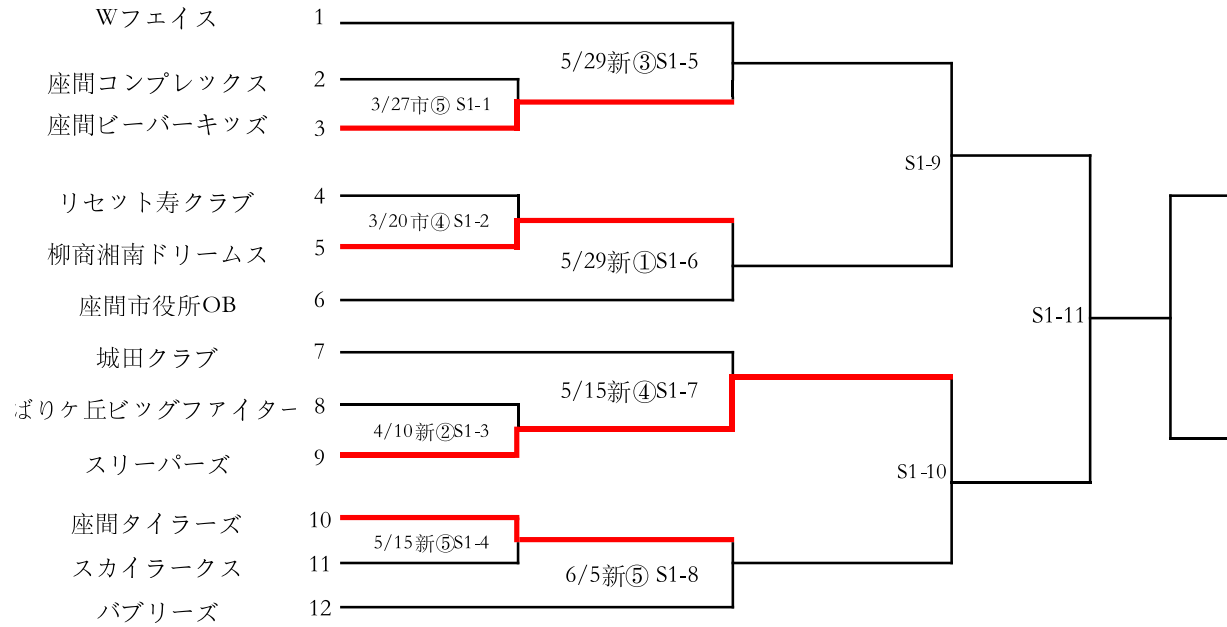 Wフェイス 1
5/29新③S1-5
座間コンプレックス 2
3/27市⑤ S1-1
座間ビーバーキッズ 3
S1-9
リセット寿クラブ 4
3/20市④S1-2
柳商湘南ドリームス 5
5/29新①S1-6
座間市役所OB 6
S1-11
城田クラブ 7
5/15新④S1-7
ばりケ丘ビッグファイター 8
4/10新②S1-3
スリーパーズ 9
S1-10
座間タイラーズ 10
5/15新⑤S1-4
スカイラークス 11
6/5新⑤ S1-8
バブリーズ 12